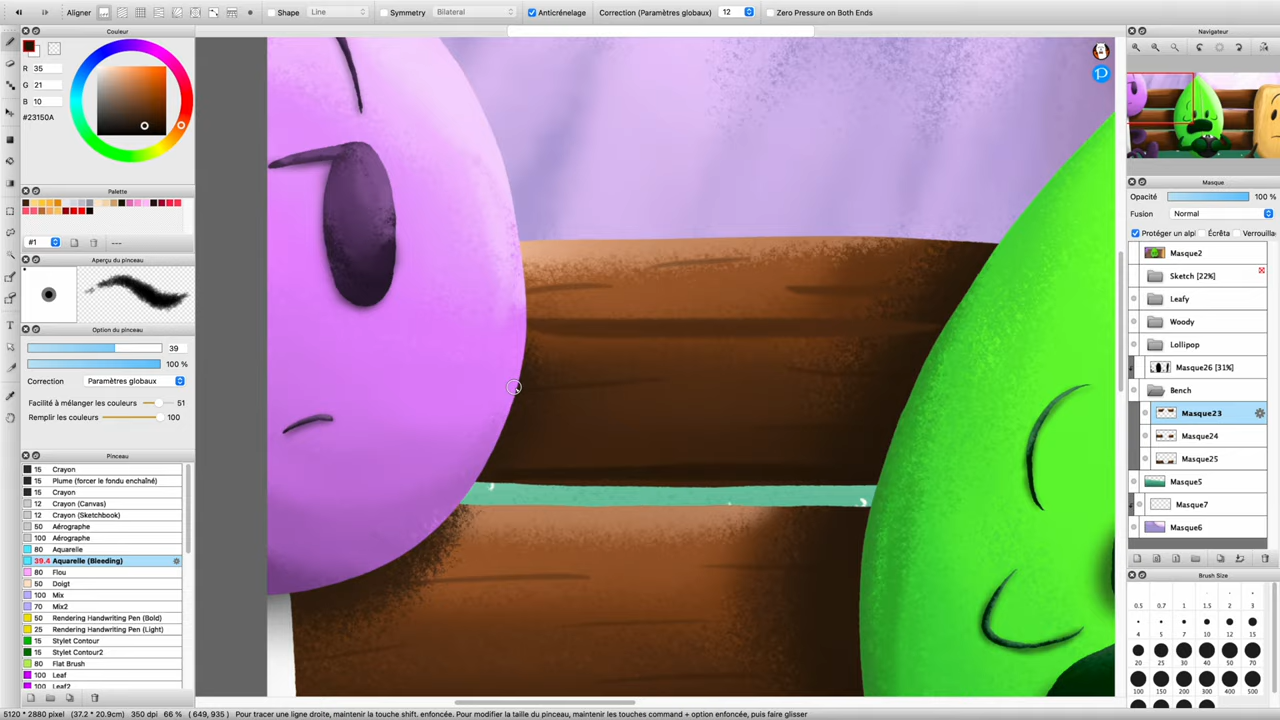 Aligner
Shape
Line
Symmetry
Bilateral
Anticrénelage
Correction (Paramètres globaux)
12
Zero Pressure on Both Ends
Couleur
R 35
G 21
B 10
#23150A
Palette
#1
---
Aperçu du pinceau
Option du pinceau
39
100 %
Correction Paramètres globaux
Facilité à mélanger les couleurs 51
Remplir les couleurs 100
Pinceau
15 Crayon
15 Plume (forcer le fondu enchaîné)
15 Crayon
12 Crayon (Canvas)
12 Crayon (Sketchbook)
50 Aérographe
100 Aérographe
80 Aquarelle
39.4 Aquarelle (Bleeding)
80 Flou
50 Doigt
100 Mix
70 Mix2
50 Rendering Handwriting Pen (Bold)
25 Rendering Handwriting Pen (Light)
15 Stylet Contour
15 Stylet Contour2
80 Flat Brush
100 Leaf
100 Leaf2
Navigateur
Masque
Opacité 100 %
Fusion Normal
Protéger un alpl Écrêta Verrouilla
Masque2
Sketch [22%]
Leafy
Woody
Lollipop
Masque26 [31%]
Bench
Masque23
Masque24
Masque25
Masque5
Masque7
Masque6
Brush Size
0.5 0.7 1 1.5 2 3
4 5 7 10 12 15
20 25 30 40 50 70
100 150 200 300 400 500
5120 * 2880 pixel (37.2 * 20.9cm) 350 dpi 66 % ( 649, 935) Pour tracer une ligne droite, maintenir la touche shift. enfoncée. Pour modifier la taille du pinceau, maintenir les touches command + option enfoncée, puis faire glisser